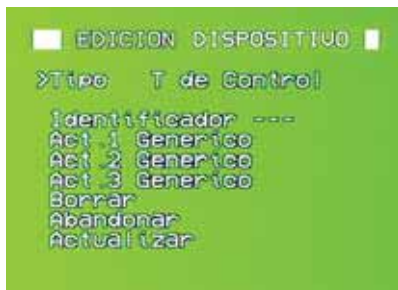 EDICION DISPOSITIVO
>Tipo T de Control
Identificador ---
Act.1 Generico
Act.2 Generico
Act.3 Generico
Borrar
Abandonar
Actualizar